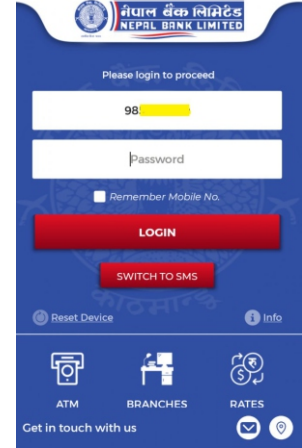 नेपाल बैंक लिमिटेड
NEPAL BANK LIMITED
Please login to proceed
98
Password
Remember Mobile No.
LOGIN
SWITCH TO SMS
काठमाण्डौ
Reset Device
i Info
ATM
BRANCHES
RATES
Get in touch with us